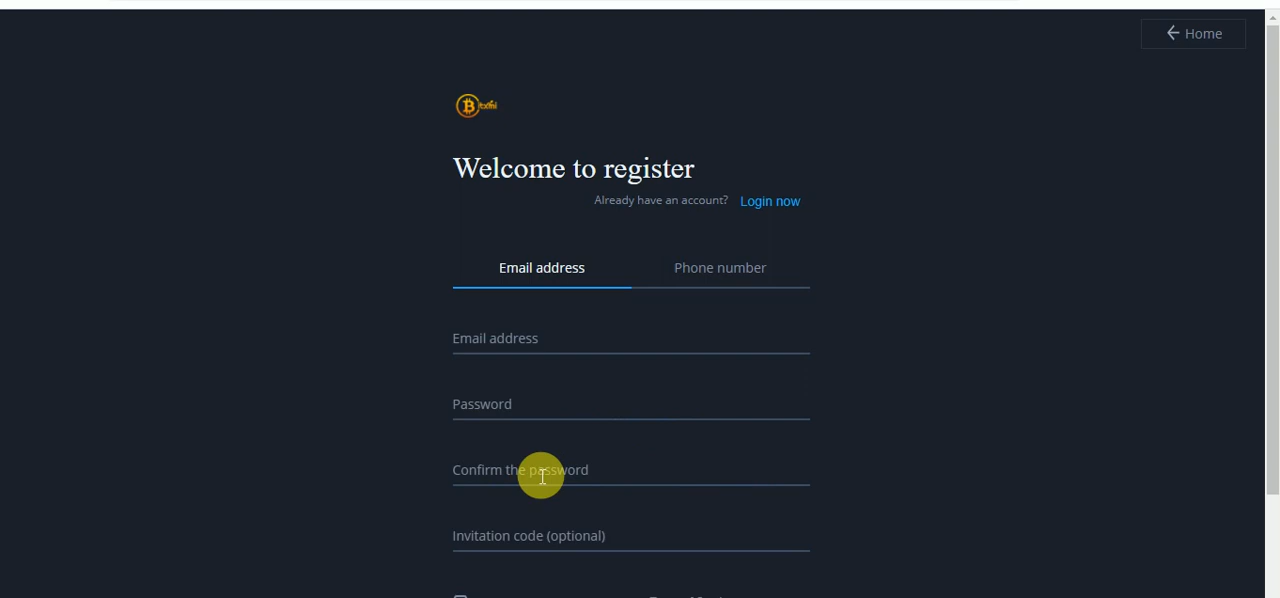 ← Home
Welcome to register
Already have an account? Login now
Email address Phone number
Email address
Password
Confirm the password
Invitation code (optional)